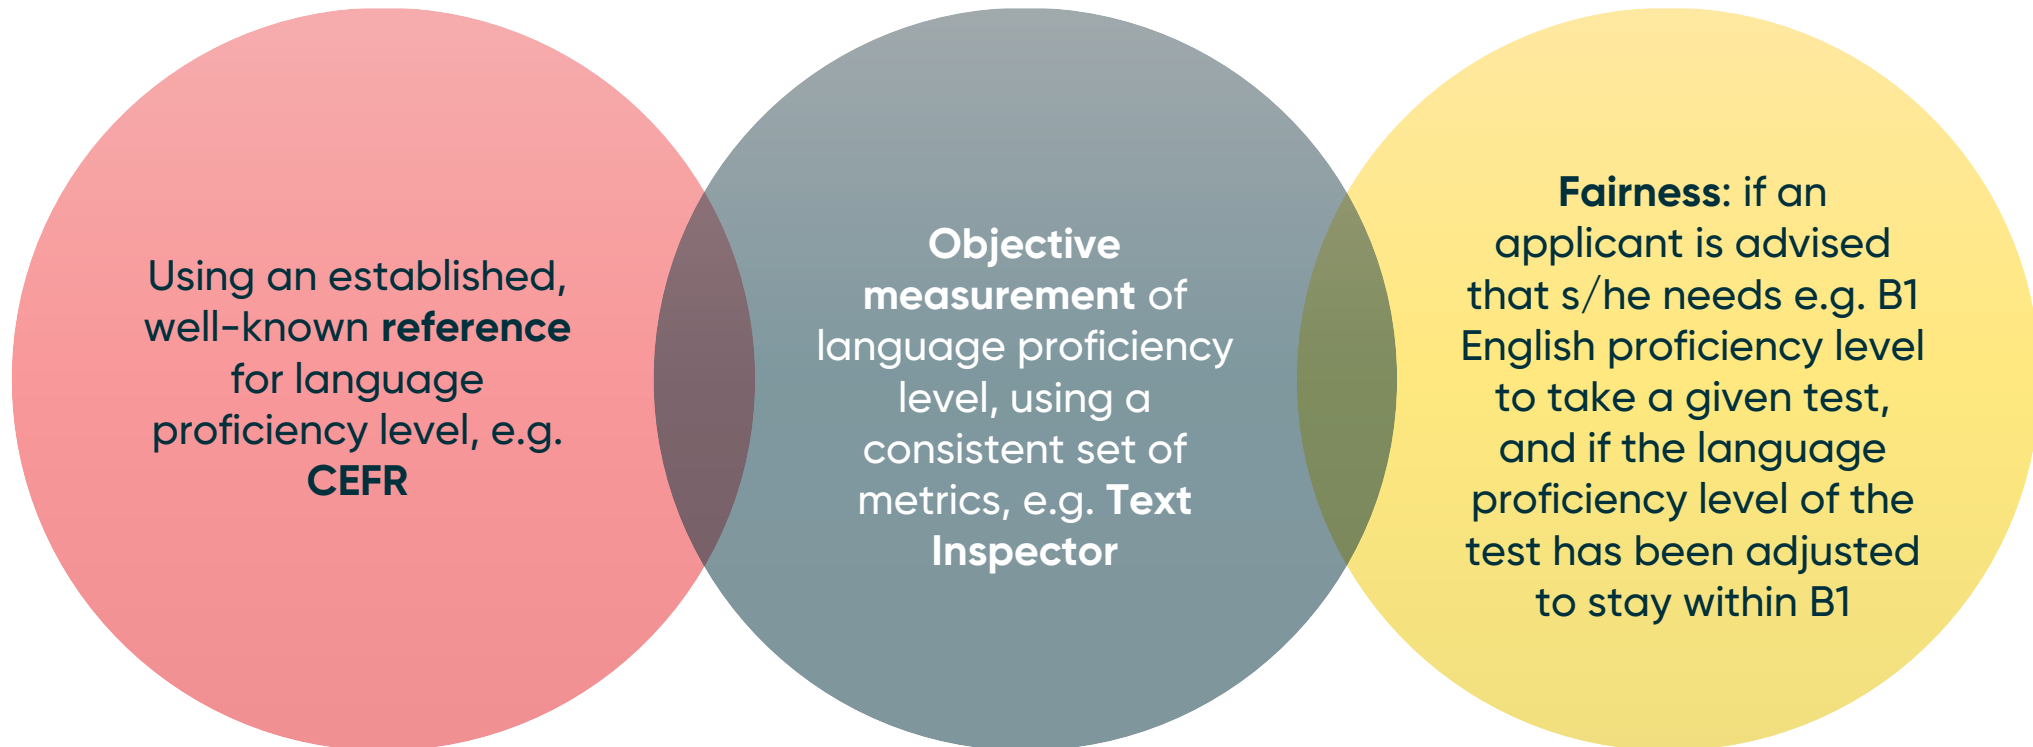 Using an established,
well-known reference
for language
proficiency level, e.g.
CEFR
Objective
measurement of
language proficiency
level, using a
consistent set of
metrics, e.g. Text
Inspector
Fairness: if an
applicant is advised
that s/he needs e.g. B1
English proficiency level
to take a given test,
and if the language
proficiency level of the
test has been adjusted
to stay within B1